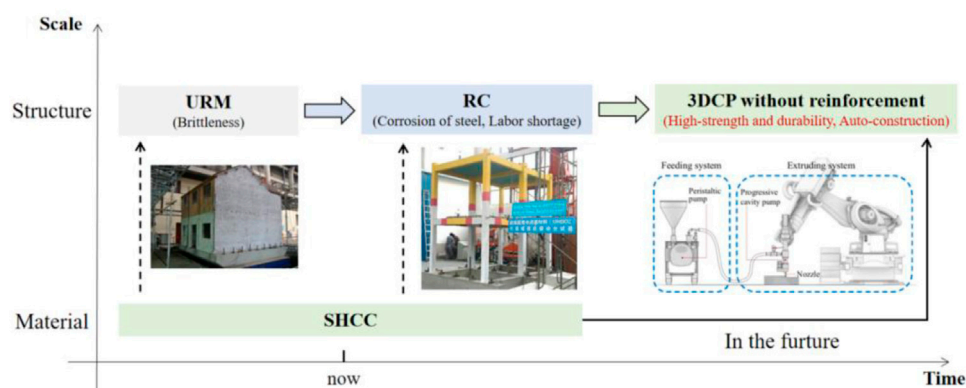 Scale
Structure
URM
(Brittleness)
RC
(Corrosion of steel, Labor shortage)
3DCP without reinforcement
(High-strength and durability, Auto-construction)
Feeding system
Extruding system
Peristaltic
pump
Progressive
cavity pump
Nozzle
Material
SHCC
In the furture
now
Time